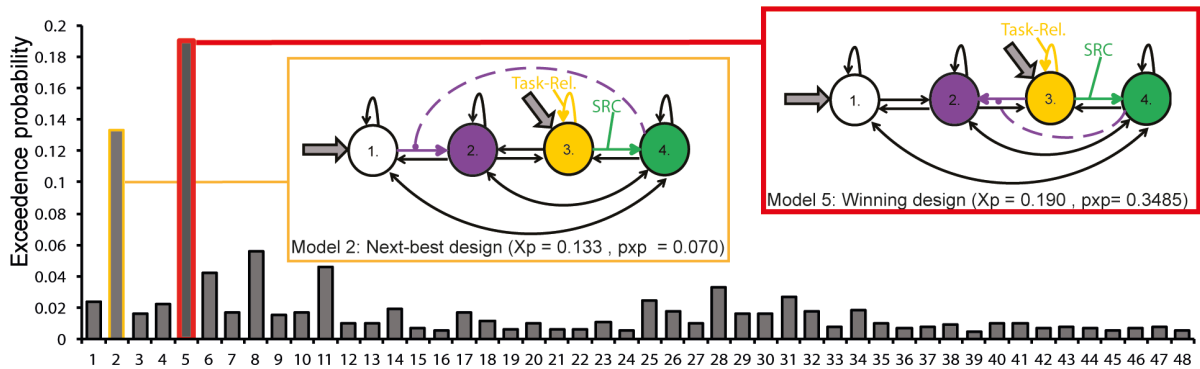 Exceedence probability
0.2
0.18
0.16
0.14
0.12
0.1
0.08
0.06
0.04
0.02
0
Task-Rel.
SRC
1.
2.
3.
4.
Model 2: Next-best design (Xp = 0.133 , pxp = 0.070)
Task-Rel.
SRC
1.
2.
3.
4.
Model 5: Winning design (Xp = 0.190 , pxp= 0.3485)
1 2 3 4 5 6 7 8 9 10 11 12 13 14 15 16 17 18 19 20 21 22 23 24 25 26 27 28 29 30 31 32 33 34 35 36 37 38 39 40 41 42 43 44 45 46 47 48